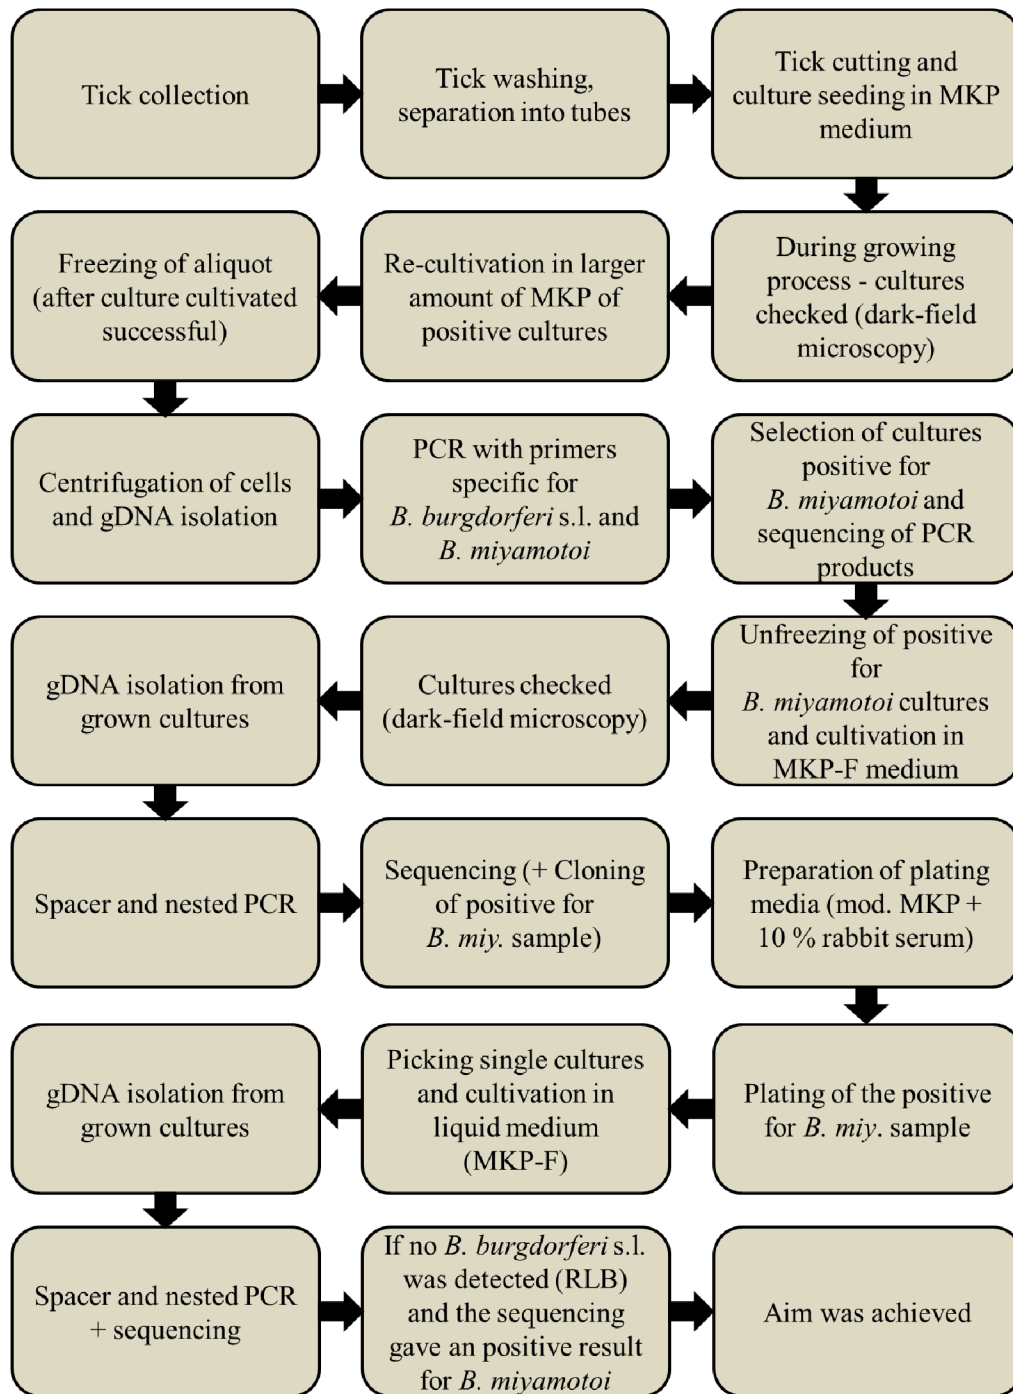 Tick collection
Tick washing,
separation into tubes
Tick cutting and
culture seeding in MKP
medium
During growing
process - cultures
checked (dark-field
microscopy)
Re-cultivation in larger
amount of MKP of
positive cultures
Freezing of aliquot
(after culture cultivated
successful)
Centrifugation of cells
and gDNA isolation
PCR with primers
specific for
B. burgdorferi s.l. and
B. miyamotoi
Selection of cultures
positive for
B. miyamotoi and
sequencing of PCR
products
Unfreezing of positive
for
B. miyamotoi cultures
and cultivation in
MKP-F medium
Cultures checked
(dark-field microscopy)
gDNA isolation from
grown cultures
Spacer and nested PCR
Sequencing (+ Cloning
of positive for
B. miy. sample)
Preparation of plating
media (mod. MKP +
10 % rabbit serum)
Plating of the positive
for B. miy. sample
Picking single cultures
and cultivation in
liquid medium
(MKP-F)
gDNA isolation from
grown cultures
Spacer and nested PCR
+ sequencing
If no B. burgdorferi s.l.
was detected (RLB)
and the sequencing
gave an positive result
for B. miyamotoi
Aim was achieved